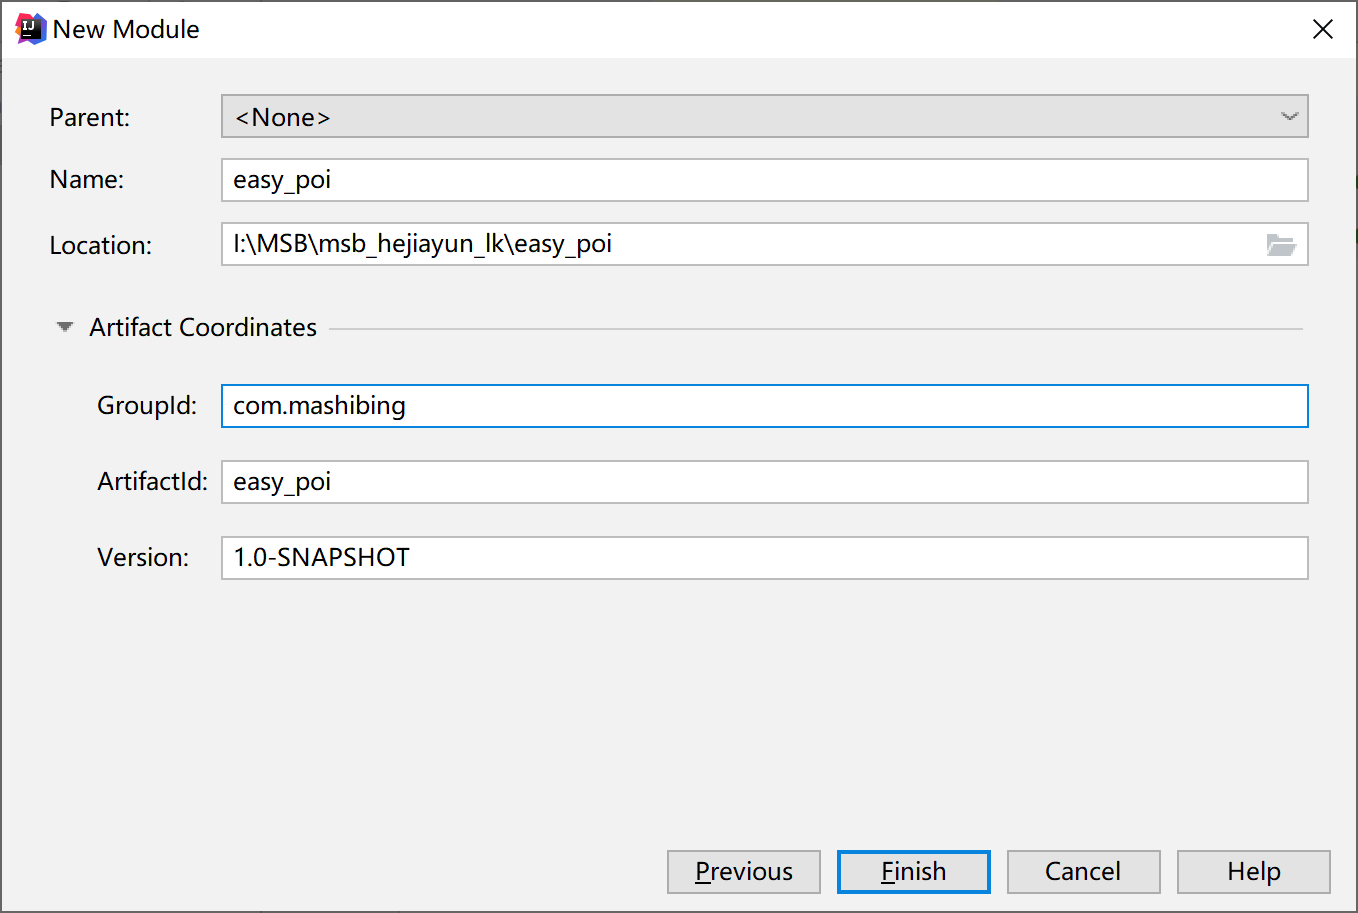 IJ New Module
Parent: <None>
Name: easy_poi
Location: I:\MSB\msb_hejiayun_lk\easy_poi
Artifact Coordinates
GroupId: com.mashibing
ArtifactId: easy_poi
Version: 1.0-SNAPSHOT
Previous Finish Cancel Help